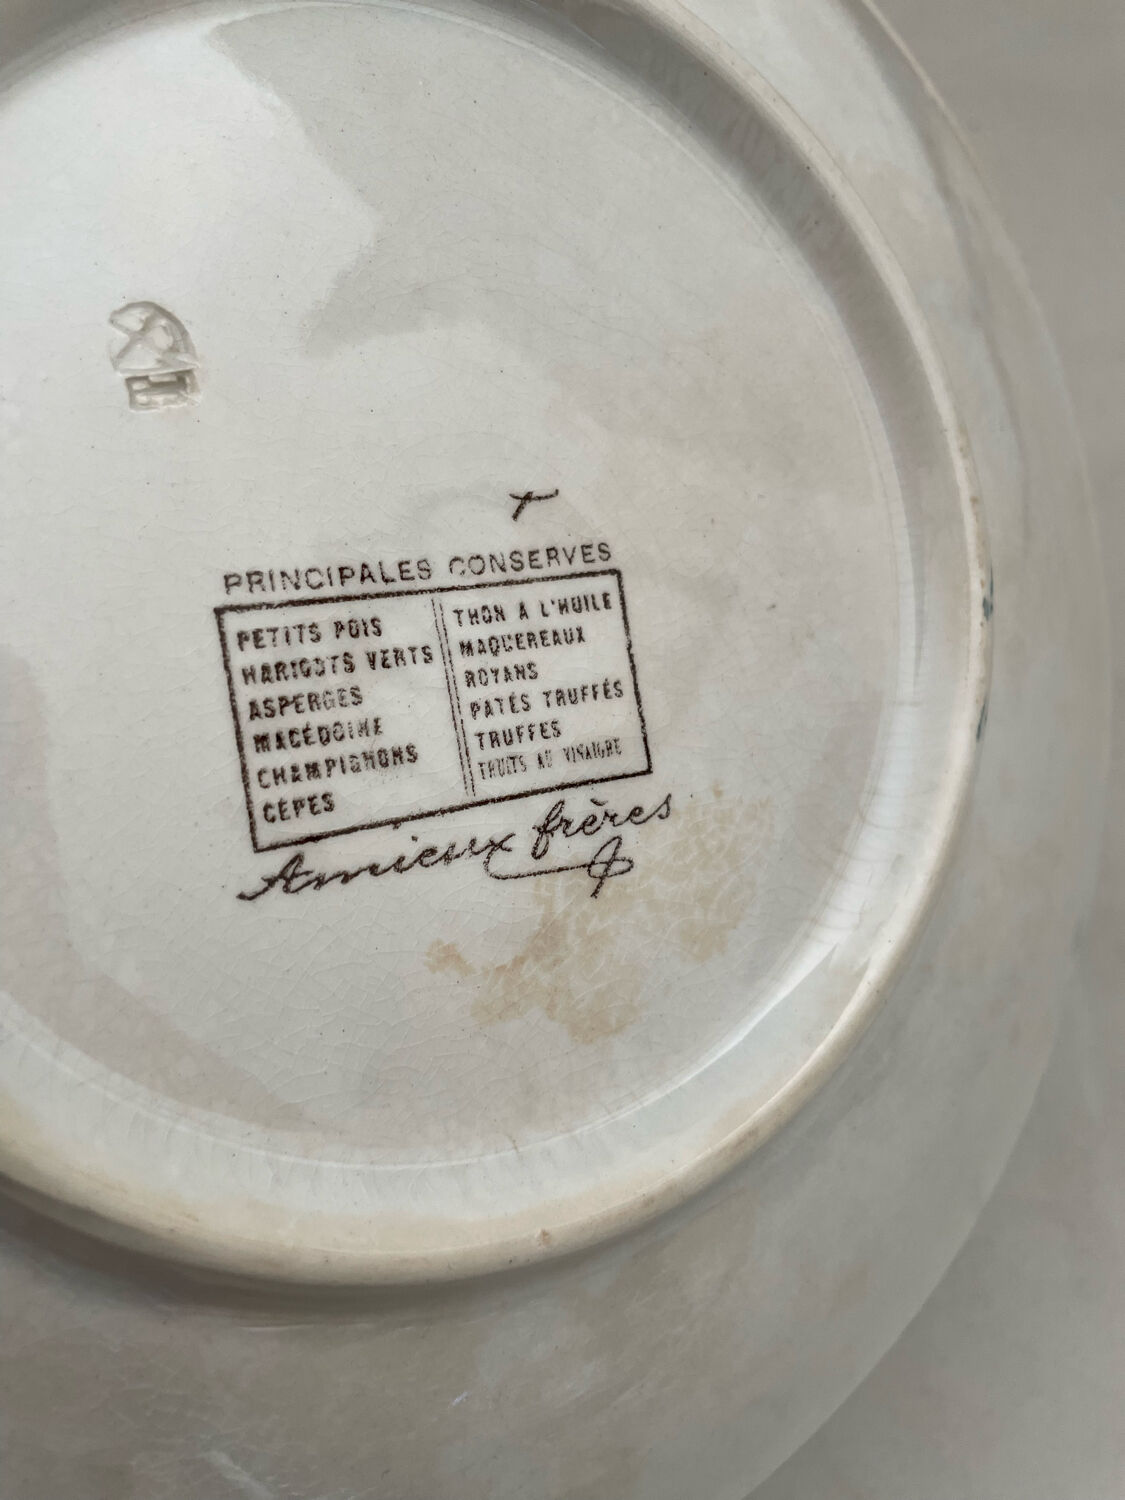 PRINCIPALES CONSERVES
PETITS POIS
HARICOTS VERTS
ASPERGES
MACÉDOINE
CHAMPIGNONS
CÈPES
THON A L'HUILE
MAQUEREAUX
ROYANS
PATÉS TRUFFÉS
TRUFFES
FRUITS AU VINAIGRE
Amieux frères